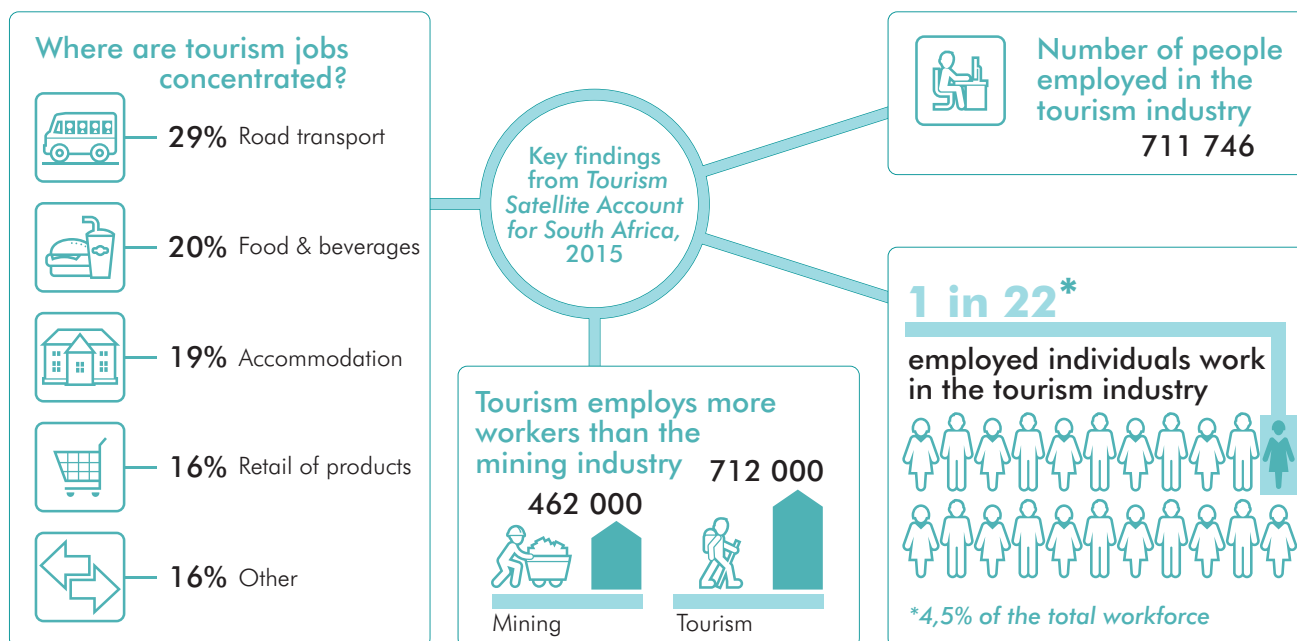 Where are tourism jobs
concentrated?
29% Road transport
20% Food & beverages
19% Accommodation
16% Retail of products
16% Other
Key findings
from Tourism
Satellite Account
for South Africa,
2015
Number of people
employed in the
tourism industry
711 746
Tourism employs more
workers than the
mining industry
462 000
712 000
Mining
Tourism
1 in 22*
employed individuals work
in the tourism industry
*4,5% of the total workforce